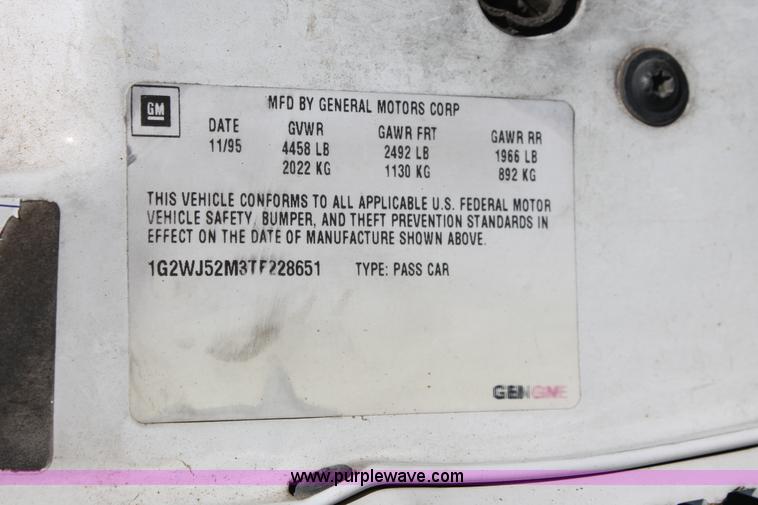 GM
MFD BY GENERAL MOTORS CORP
DATE GVWR GAWR FRT GAWR RR
11/95 4458 LB 2492 LB 1966 LB
2022 KG 1130 KG 892 KG
THIS VEHICLE CONFORMS TO ALL APPLICABLE U.S. FEDERAL MOTOR
VEHICLE SAFETY, BUMPER, AND THEFT PREVENTION STANDARDS IN
EFFECT ON THE DATE OF MANUFACTURE SHOWN ABOVE.
1G2WJ52M3TF228651 TYPE: PASS CAR
www.purplewave.com